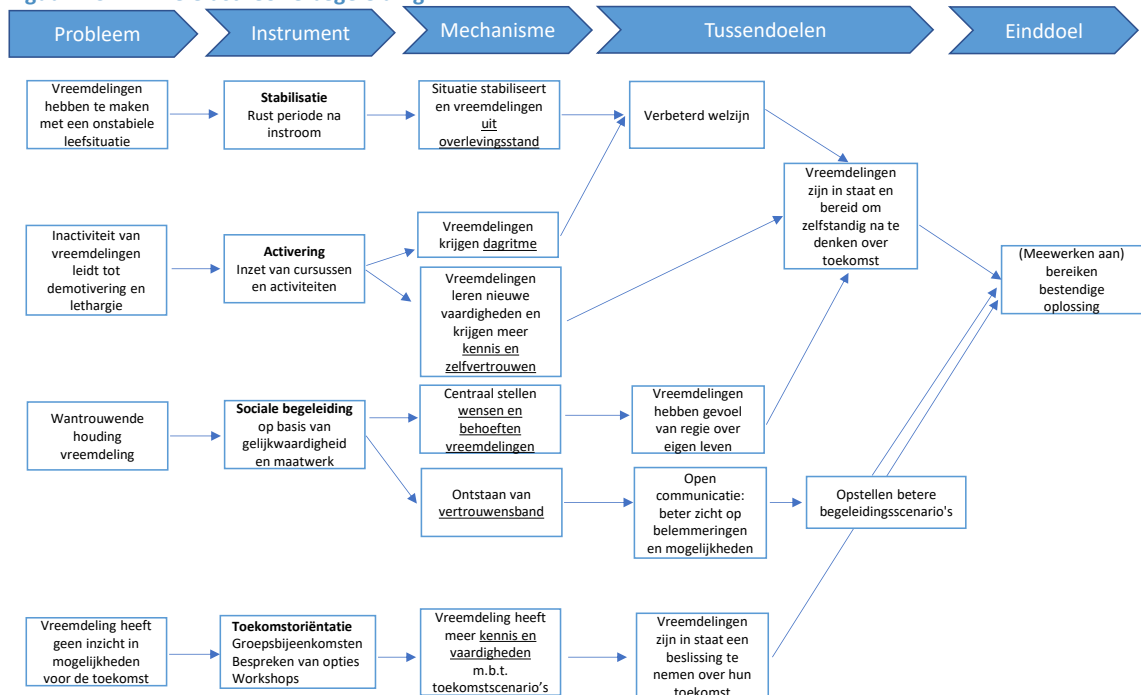 Probleem
Instrument
Mechanisme
Tussendoelen
Einddoel
Vreemdelingen
hebben te maken
met een onstabiele
leefsituatie
Stabilisatie
Rust periode na
instroom
Situatie stabiliseert
en vreemdelingen
uit
overlevingsstand
Verbeterd welzijn
Vreemdelingen
zijn in staat en
bereid om
zelfstandig na te
denken over
toekomst
Inactiviteit van
vreemdelingen
leidt tot
demotivering en
lethargie
Activering
Inzet van cursussen
en activiteiten
Vreemdelingen
krijgen dagritme
Vreemdelingen
leren nieuwe
vaardigheden en
krijgen meer
kennis en
zelfvertrouwen
(Meewerken aan)
bereiken
bestendige
oplossing
Wantrouwende
houding
vreemdeling
Sociale begeleiding
op basis van
gelijkwaardigheid
en maatwerk
Centraal stellen
wensen en
behoeften
vreemdelingen
Vreemdelingen
hebben gevoel
van regie over
eigen leven
Ontstaan van
vertrouwensband
Open
communicatie:
beter zicht op
belemmeringen
en mogelijkheden
Opstellen betere
begeleidingsscenario's
Vreemdeling heeft
geen inzicht in
mogelijkheden
voor de toekomst
Toekomstoriëntatie
Groepsbijeenkomsten
Bespreken van opties
Workshops
Vreemdeling heeft
meer kennis en
vaardigheden
m.b.t.
toekomstscenario's
Vreemdelingen
zijn in staat een
beslissing te
nemen over hun
toekomst